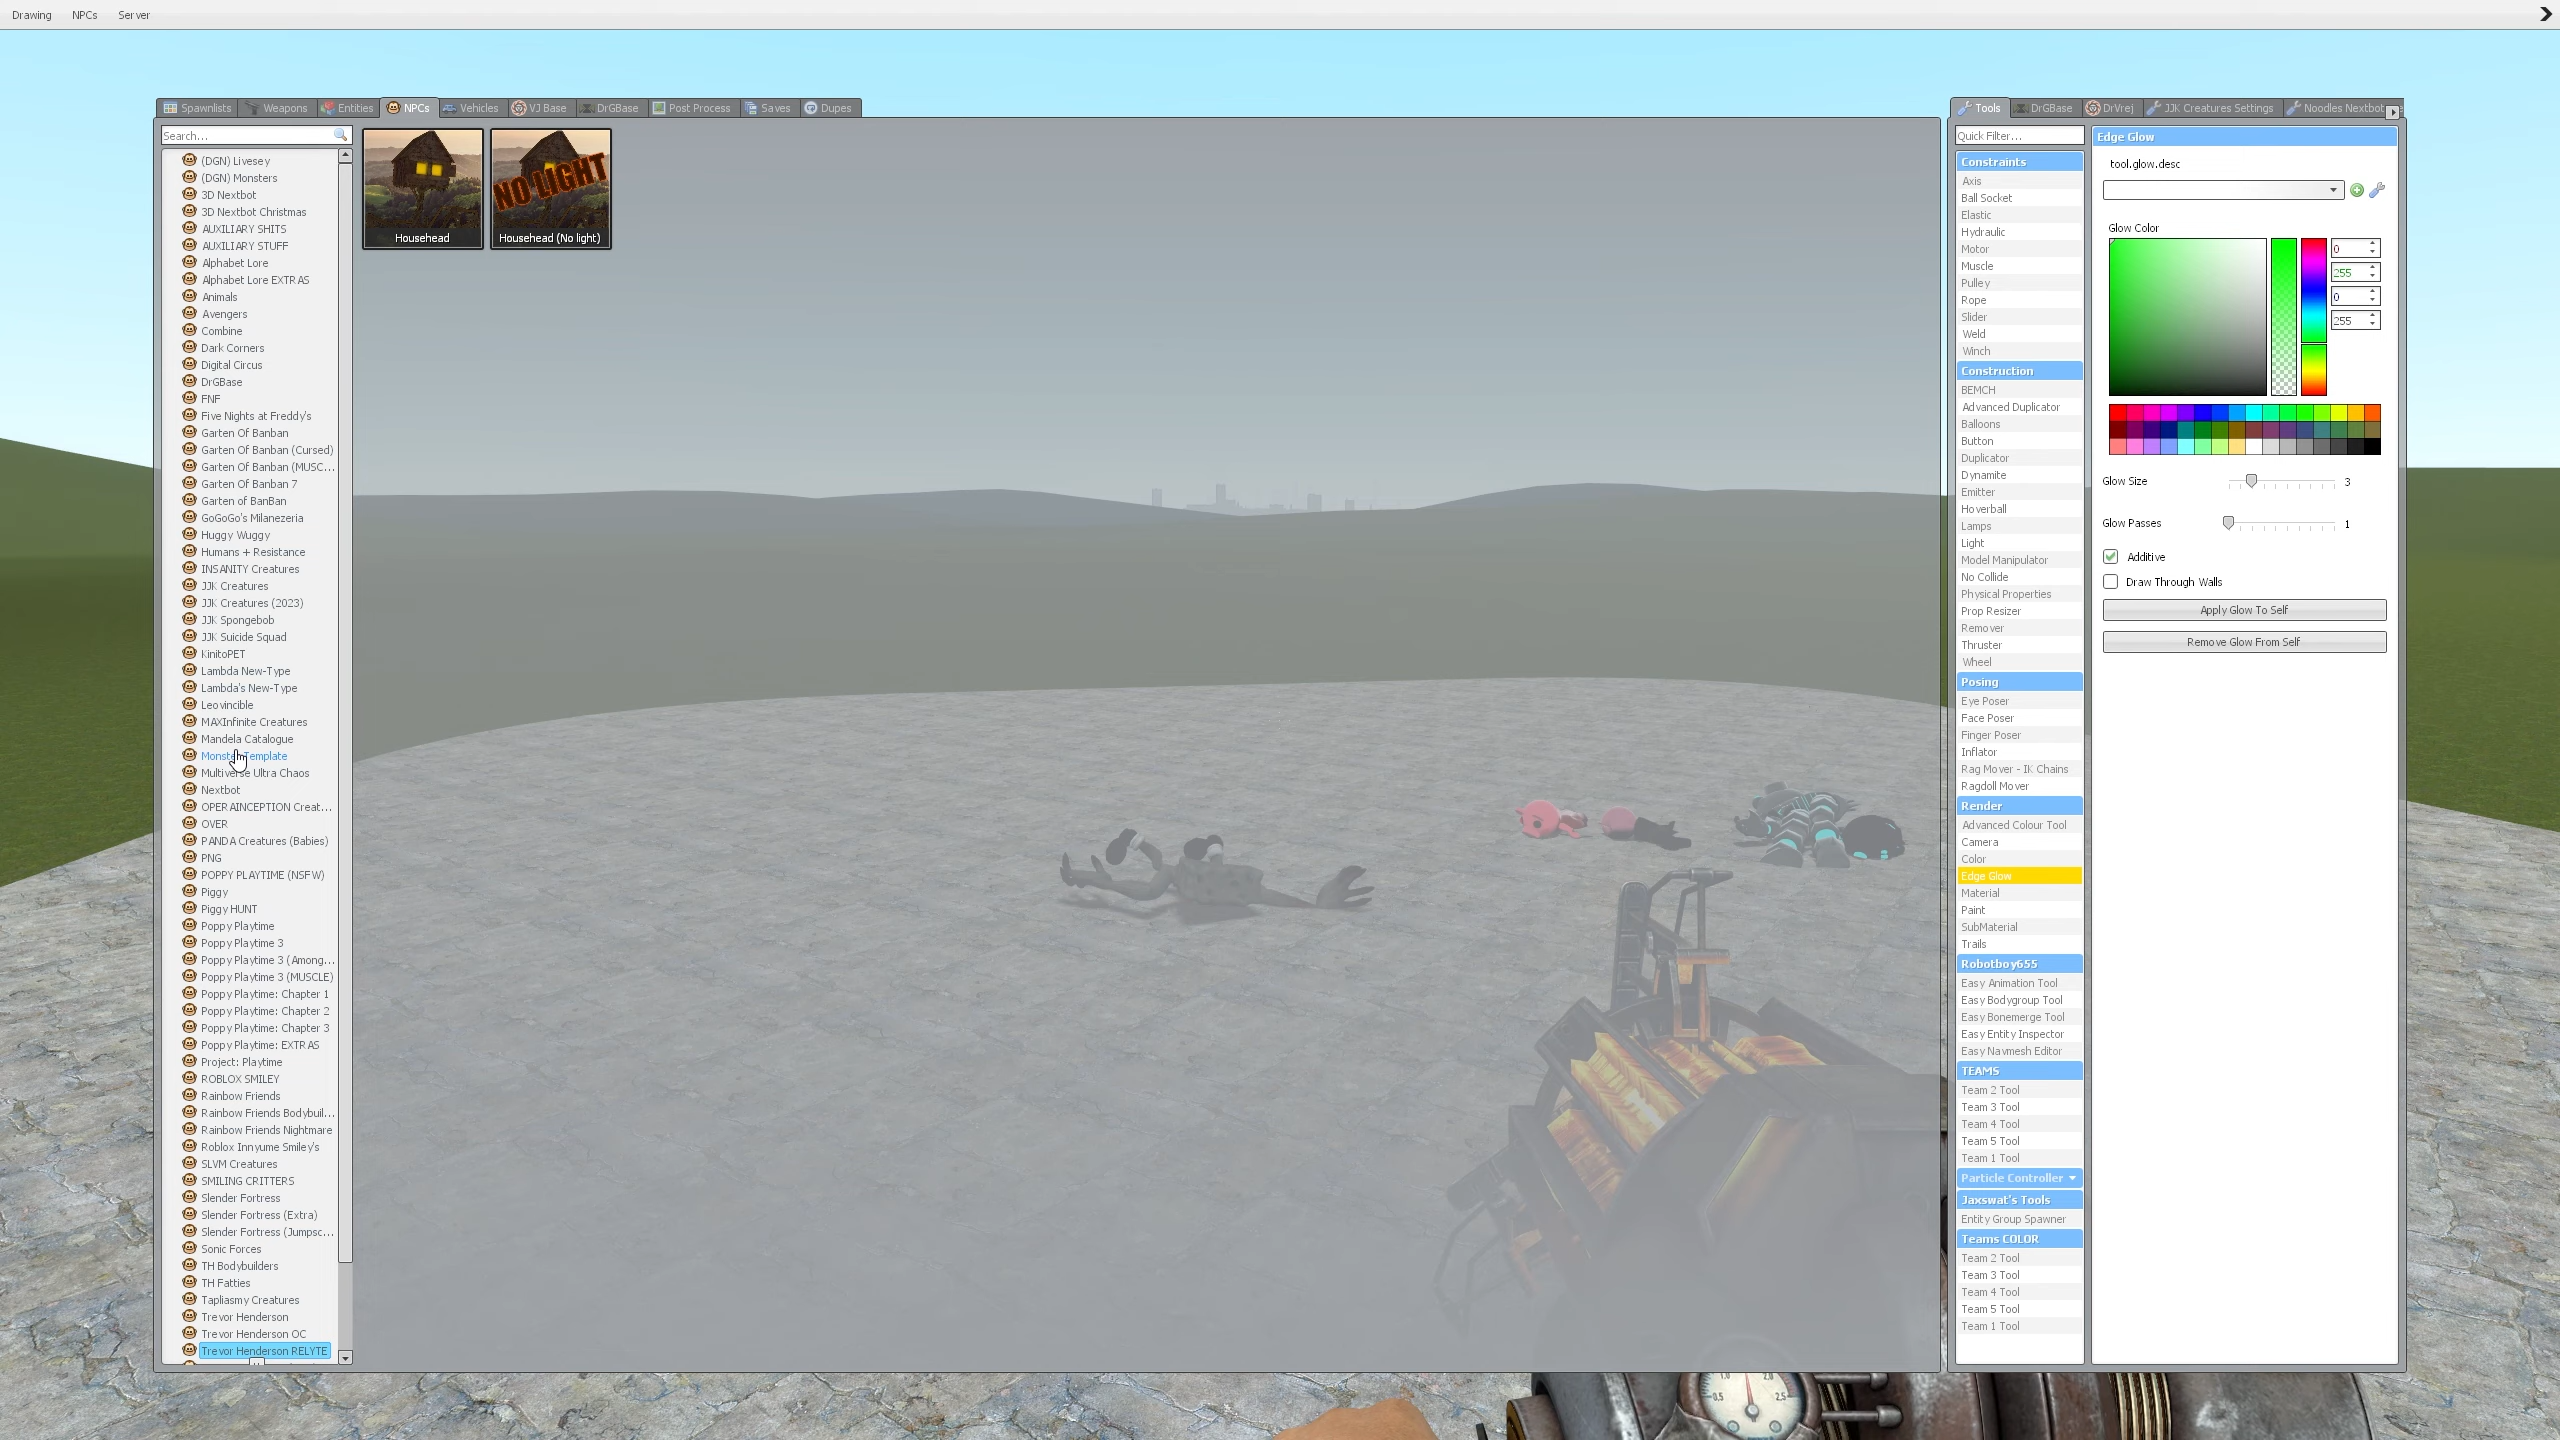 Drawing NPCs Server
Spawnlists Weapons Entities NPCs Vehicles VJ Base DrGBase Post Process Saves Dupes
Search...
(DGN) Livesey
(DGN) Monsters
3D Nextbot
3D Nextbot Christmas
AUXILIARY SHITS
AUXILIARY STUFF
Alphabet Lore
Alphabet Lore EXTRAS
Animals
Avengers
Combine
Dark Corners
Digital Circus
DrGBase
FNF
Five Nights at Freddy's
Garten Of Banban
Garten Of Banban (Cursed)
Garten Of Banban (MUSC...
Garten Of Banban 7
Garten of BanBan
GoGoGo's Milanezeria
Huggy Wuggy
Humans + Resistance
INSANITY Creatures
JJK Creatures
JJK Creatures (2023)
JJK Spongebob
JJK Suicide Squad
KinitoPET
Lambda New-Type
Lambda's New-Type
Leovincible
MAXInfinite Creatures
Mandela Catalogue
Monster Template
Multiverse Ultra Chaos
Nextbot
OPERAINCEPTION Creat...
OVER
PANDA Creatures (Babies)
PNG
POPPY PLAYTIME (NSFW)
Piggy
Piggy HUNT
Poppy Playtime
Poppy Playtime 3
Poppy Playtime 3 (Among...
Poppy Playtime 3 (MUSCLE)
Poppy Playtime: Chapter 1
Poppy Playtime: Chapter 2
Poppy Playtime: Chapter 3
Poppy Playtime: EXTRAS
Project: Playtime
ROBLOX SMILEY
Rainbow Friends
Rainbow Friends Bodybuil...
Rainbow Friends Nightmare
Roblox Innyume Smiley's
SLVM Creatures
SMILING CRITTERS
Slender Fortress
Slender Fortress (Extra)
Slender Fortress (Jumpsc...
Sonic Forces
TH Bodybuilders
TH Fatties
Tapliasmy Creatures
Trevor Henderson
Trevor Henderson OC
Trevor Henderson RELYTE
Househead
NO LIGHT
Househead (No light)
Tools DrGBase DrVrej JJK Creatures Settings Noodles Nextbot
Quick Filter...
Constraints
Axis
Ball Socket
Elastic
Hydraulic
Motor
Muscle
Pulley
Rope
Slider
Weld
Winch
Construction
BEMCH
Advanced Duplicator
Balloons
Button
Duplicator
Dynamite
Emitter
Hoverball
Lamps
Light
Model Manipulator
No Collide
Physical Properties
Prop Resizer
Remover
Thruster
Wheel
Posing
Eye Poser
Face Poser
Finger Poser
Inflator
Rag Mover - IK Chains
Ragdoll Mover
Render
Advanced Colour Tool
Camera
Color
Edge Glow
Material
Paint
SubMaterial
Trails
Robotboy655
Easy Animation Tool
Easy Bodygroup Tool
Easy Bonemerge Tool
Easy Entity Inspector
Easy Navmesh Editor
TEAMS
Team 2 Tool
Team 3 Tool
Team 4 Tool
Team 5 Tool
Team 1 Tool
Particle Controller
Jaxswat's Tools
Entity Group Spawner
Teams COLOR
Team 2 Tool
Team 3 Tool
Team 4 Tool
Team 5 Tool
Team 1 Tool
Edge Glow
tool.glow.desc
Glow Color
0
255
0
255
Glow Size 3
Glow Passes 1
Additive
Draw Through Walls
Apply Glow To Self
Remove Glow From Self
0.5 1.0 2.0 2.5